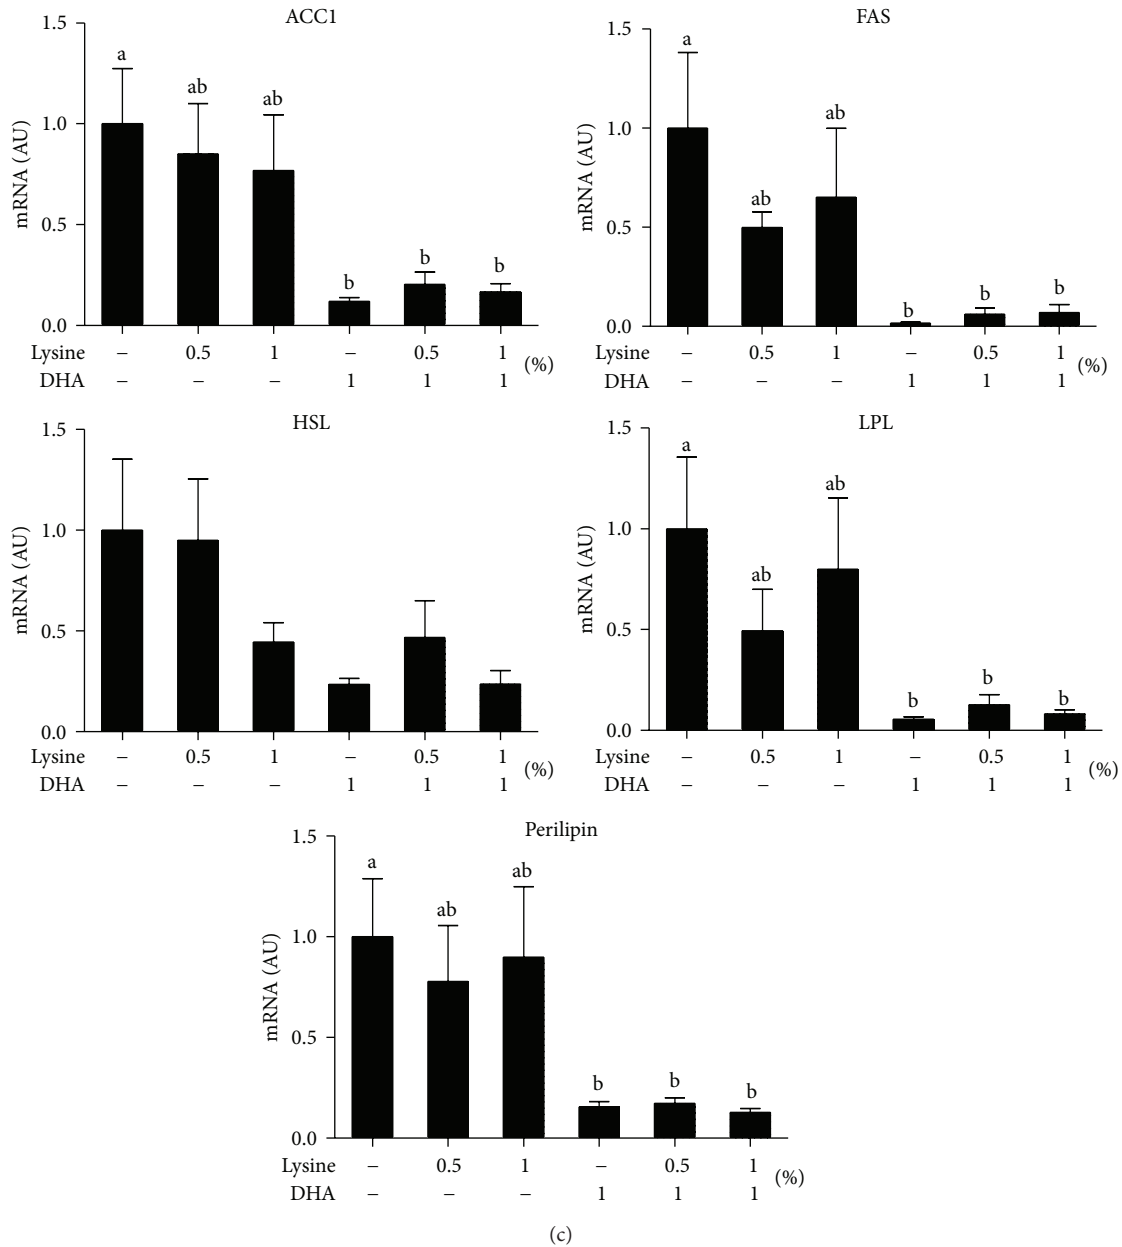 ACC1
1.5
1.0
0.5
0.0
mRNA (AU)
a
ab
ab
b
b
b
Lysine – 0.5 1 – 0.5 1
DHA – – – 1 1 1
(%)
FAS
1.5
1.0
0.5
0.0
mRNA (AU)
a
ab
ab
b
b
b
Lysine – 0.5 1 – 0.5 1
DHA – – – 1 1 1
(%)
HSL
1.5
1.0
0.5
0.0
mRNA (AU)
Lysine – 0.5 1 – 0.5 1
DHA – – – 1 1 1
(%)
LPL
1.5
1.0
0.5
0.0
mRNA (AU)
a
ab
ab
b
b
b
Lysine – 0.5 1 – 0.5 1
DHA – – – 1 1 1
(%)
Perilipin
1.5
1.0
0.5
0.0
mRNA (AU)
a
ab
ab
b
b
b
Lysine – 0.5 1 – 0.5 1
DHA – – – 1 1 1
(%)
(c)